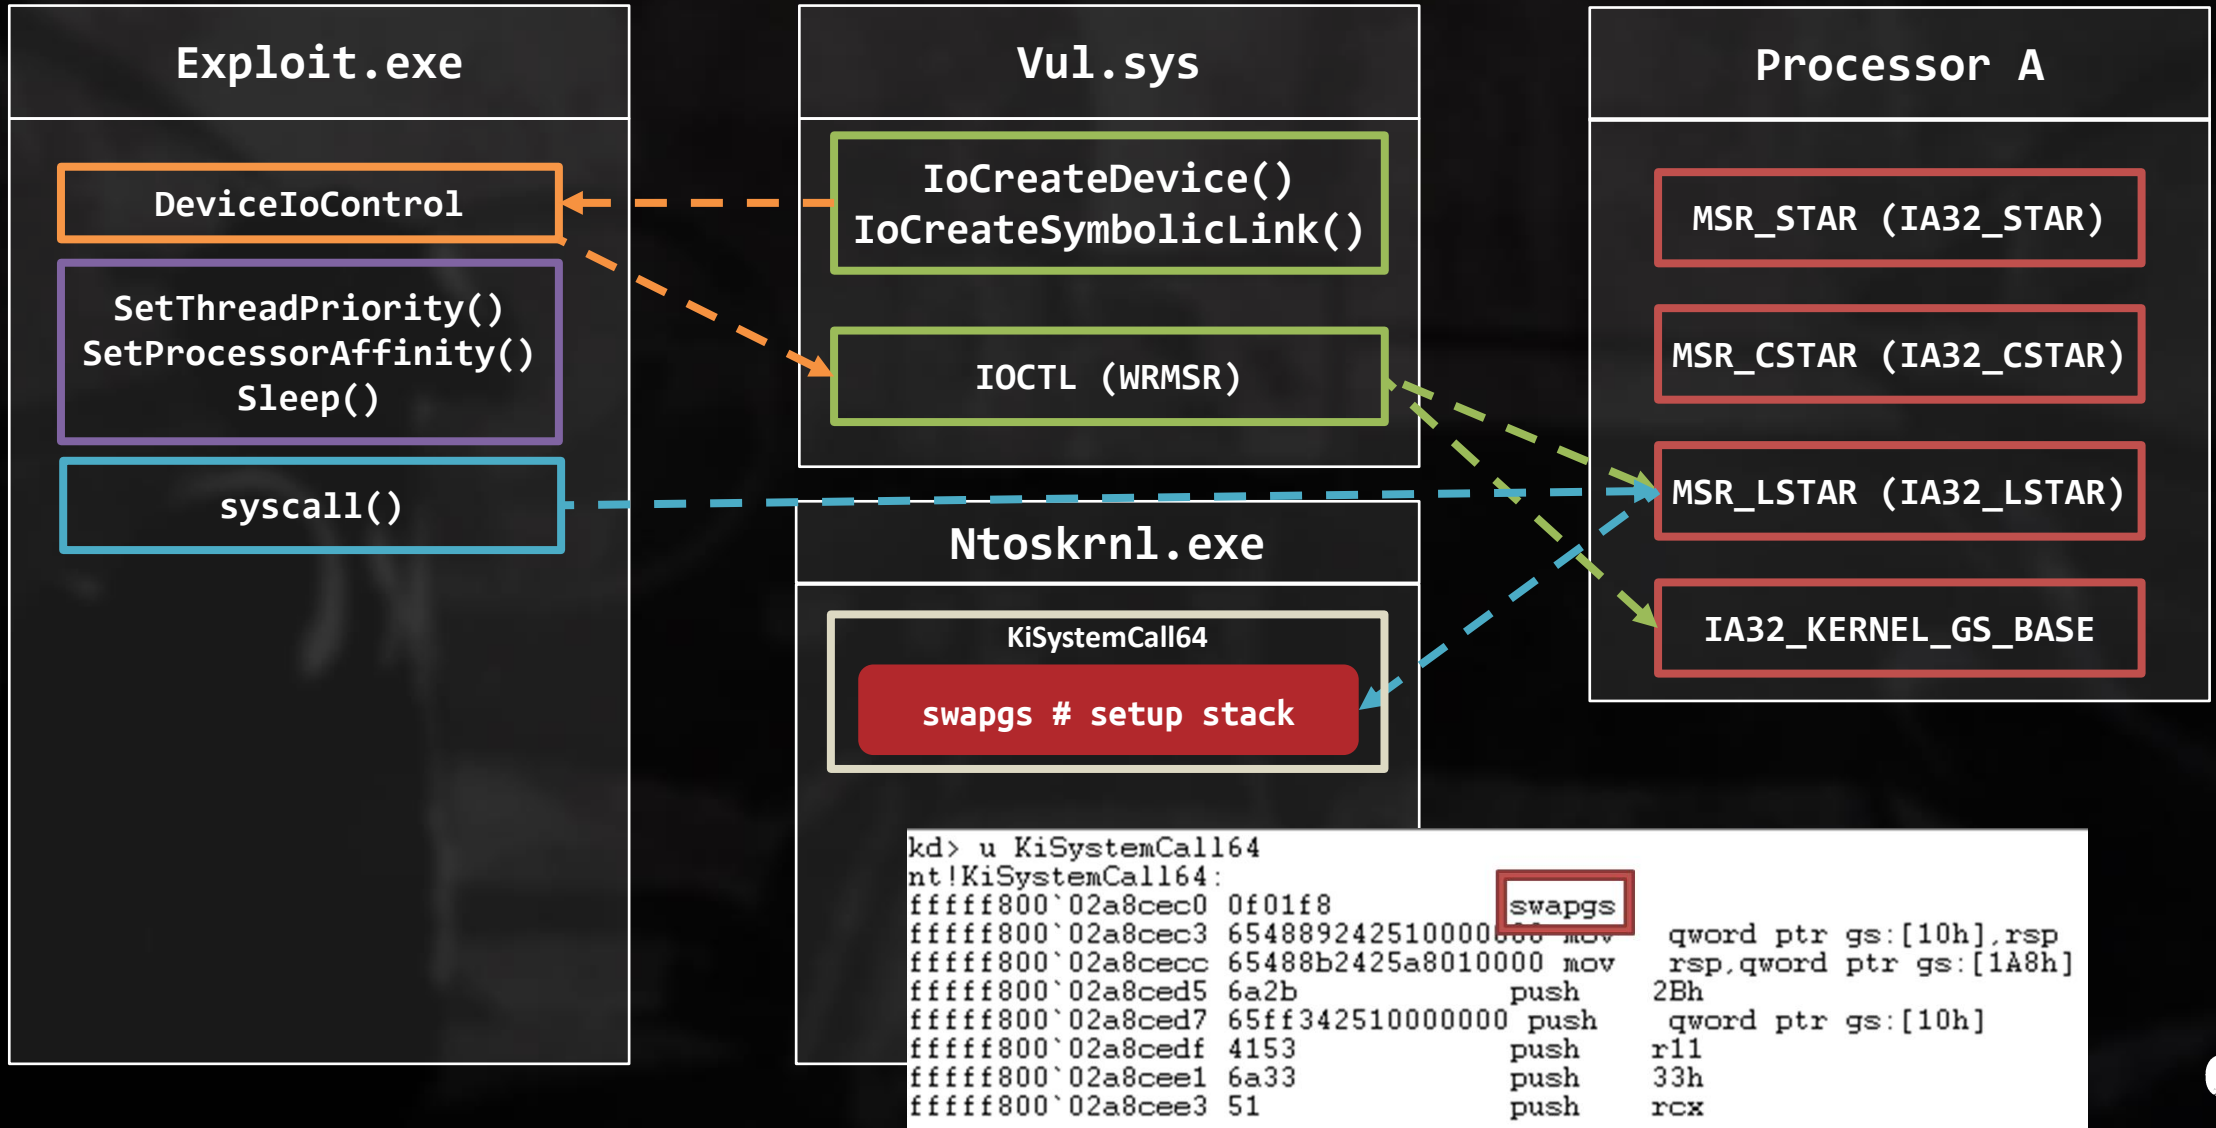 Exploit.exe
DeviceIoControl
SetThreadPriority()
SetProcessorAffinity()
Sleep()
syscall()
Vul.sys
IoCreateDevice()
IoCreateSymbolicLink()
IOCTL (WRMSR)
Ntoskrnl.exe
KiSystemCall64
swapgs # setup stack
Processor A
MSR_STAR (IA32_STAR)
MSR_CSTAR (IA32_CSTAR)
MSR_LSTAR (IA32_LSTAR)
IA32_KERNEL_GS_BASE
kd> u KiSystemCall64
nt!KiSystemCall64:
fffff800`02a8cec0 0f01f8 swapgs
fffff800`02a8cec3 654889242510000000 mov qword ptr gs:[10h],rsp
fffff800`02a8cecc 65488b2425a8010000 mov rsp,qword ptr gs:[1A8h]
fffff800`02a8ced5 6a2b push 2Bh
fffff800`02a8ced7 65ff342510000000 push qword ptr gs:[10h]
fffff800`02a8cedf 4153 push r11
fffff800`02a8cee1 6a33 push 33h
fffff800`02a8cee3 51 push rcx